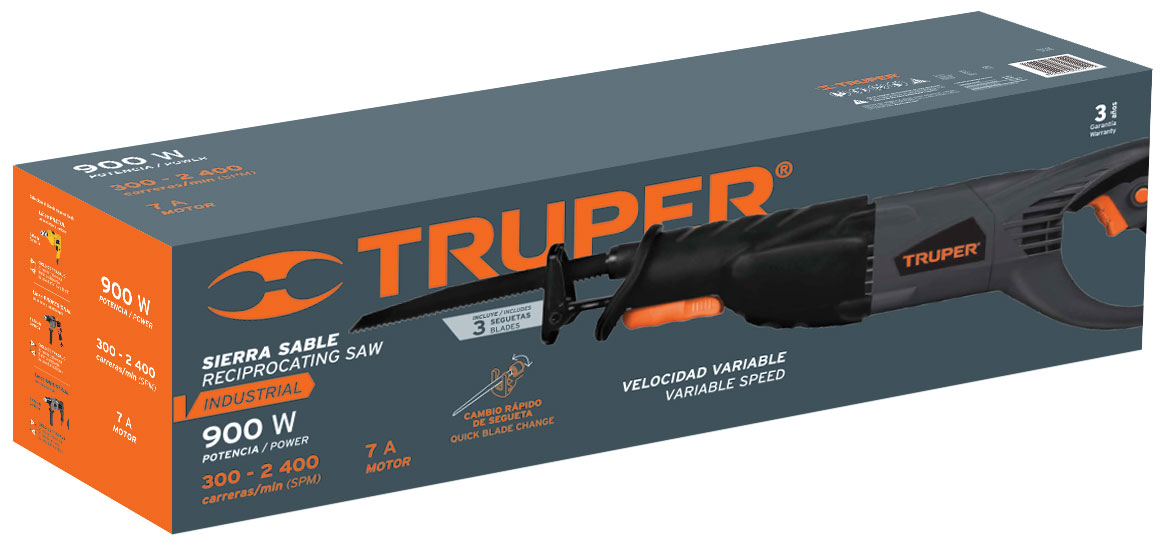 900 W
POTENCIA / POWER
300 - 2 400
carreras/min (SPM)
7 A
MOTOR
TRUPER
3 años
Garantía
Warranty
TRUPER®
TRUPER®
INCLUYE / INCLUDES
3 SEGUETAS
BLADES
SIERRA SABLE
RECIPROCATING SAW
INDUSTRIAL
900 W
POTENCIA / POWER
300 - 2 400
carreras/min (SPM)
7 A
MOTOR
CAMBIO RÁPIDO
DE SEGUETA
QUICK BLADE CHANGE
VELOCIDAD VARIABLE
VARIABLE SPEED
900 W
POTENCIA / POWER
300 - 2 400
carreras/min (SPM)
7 A
MOTOR